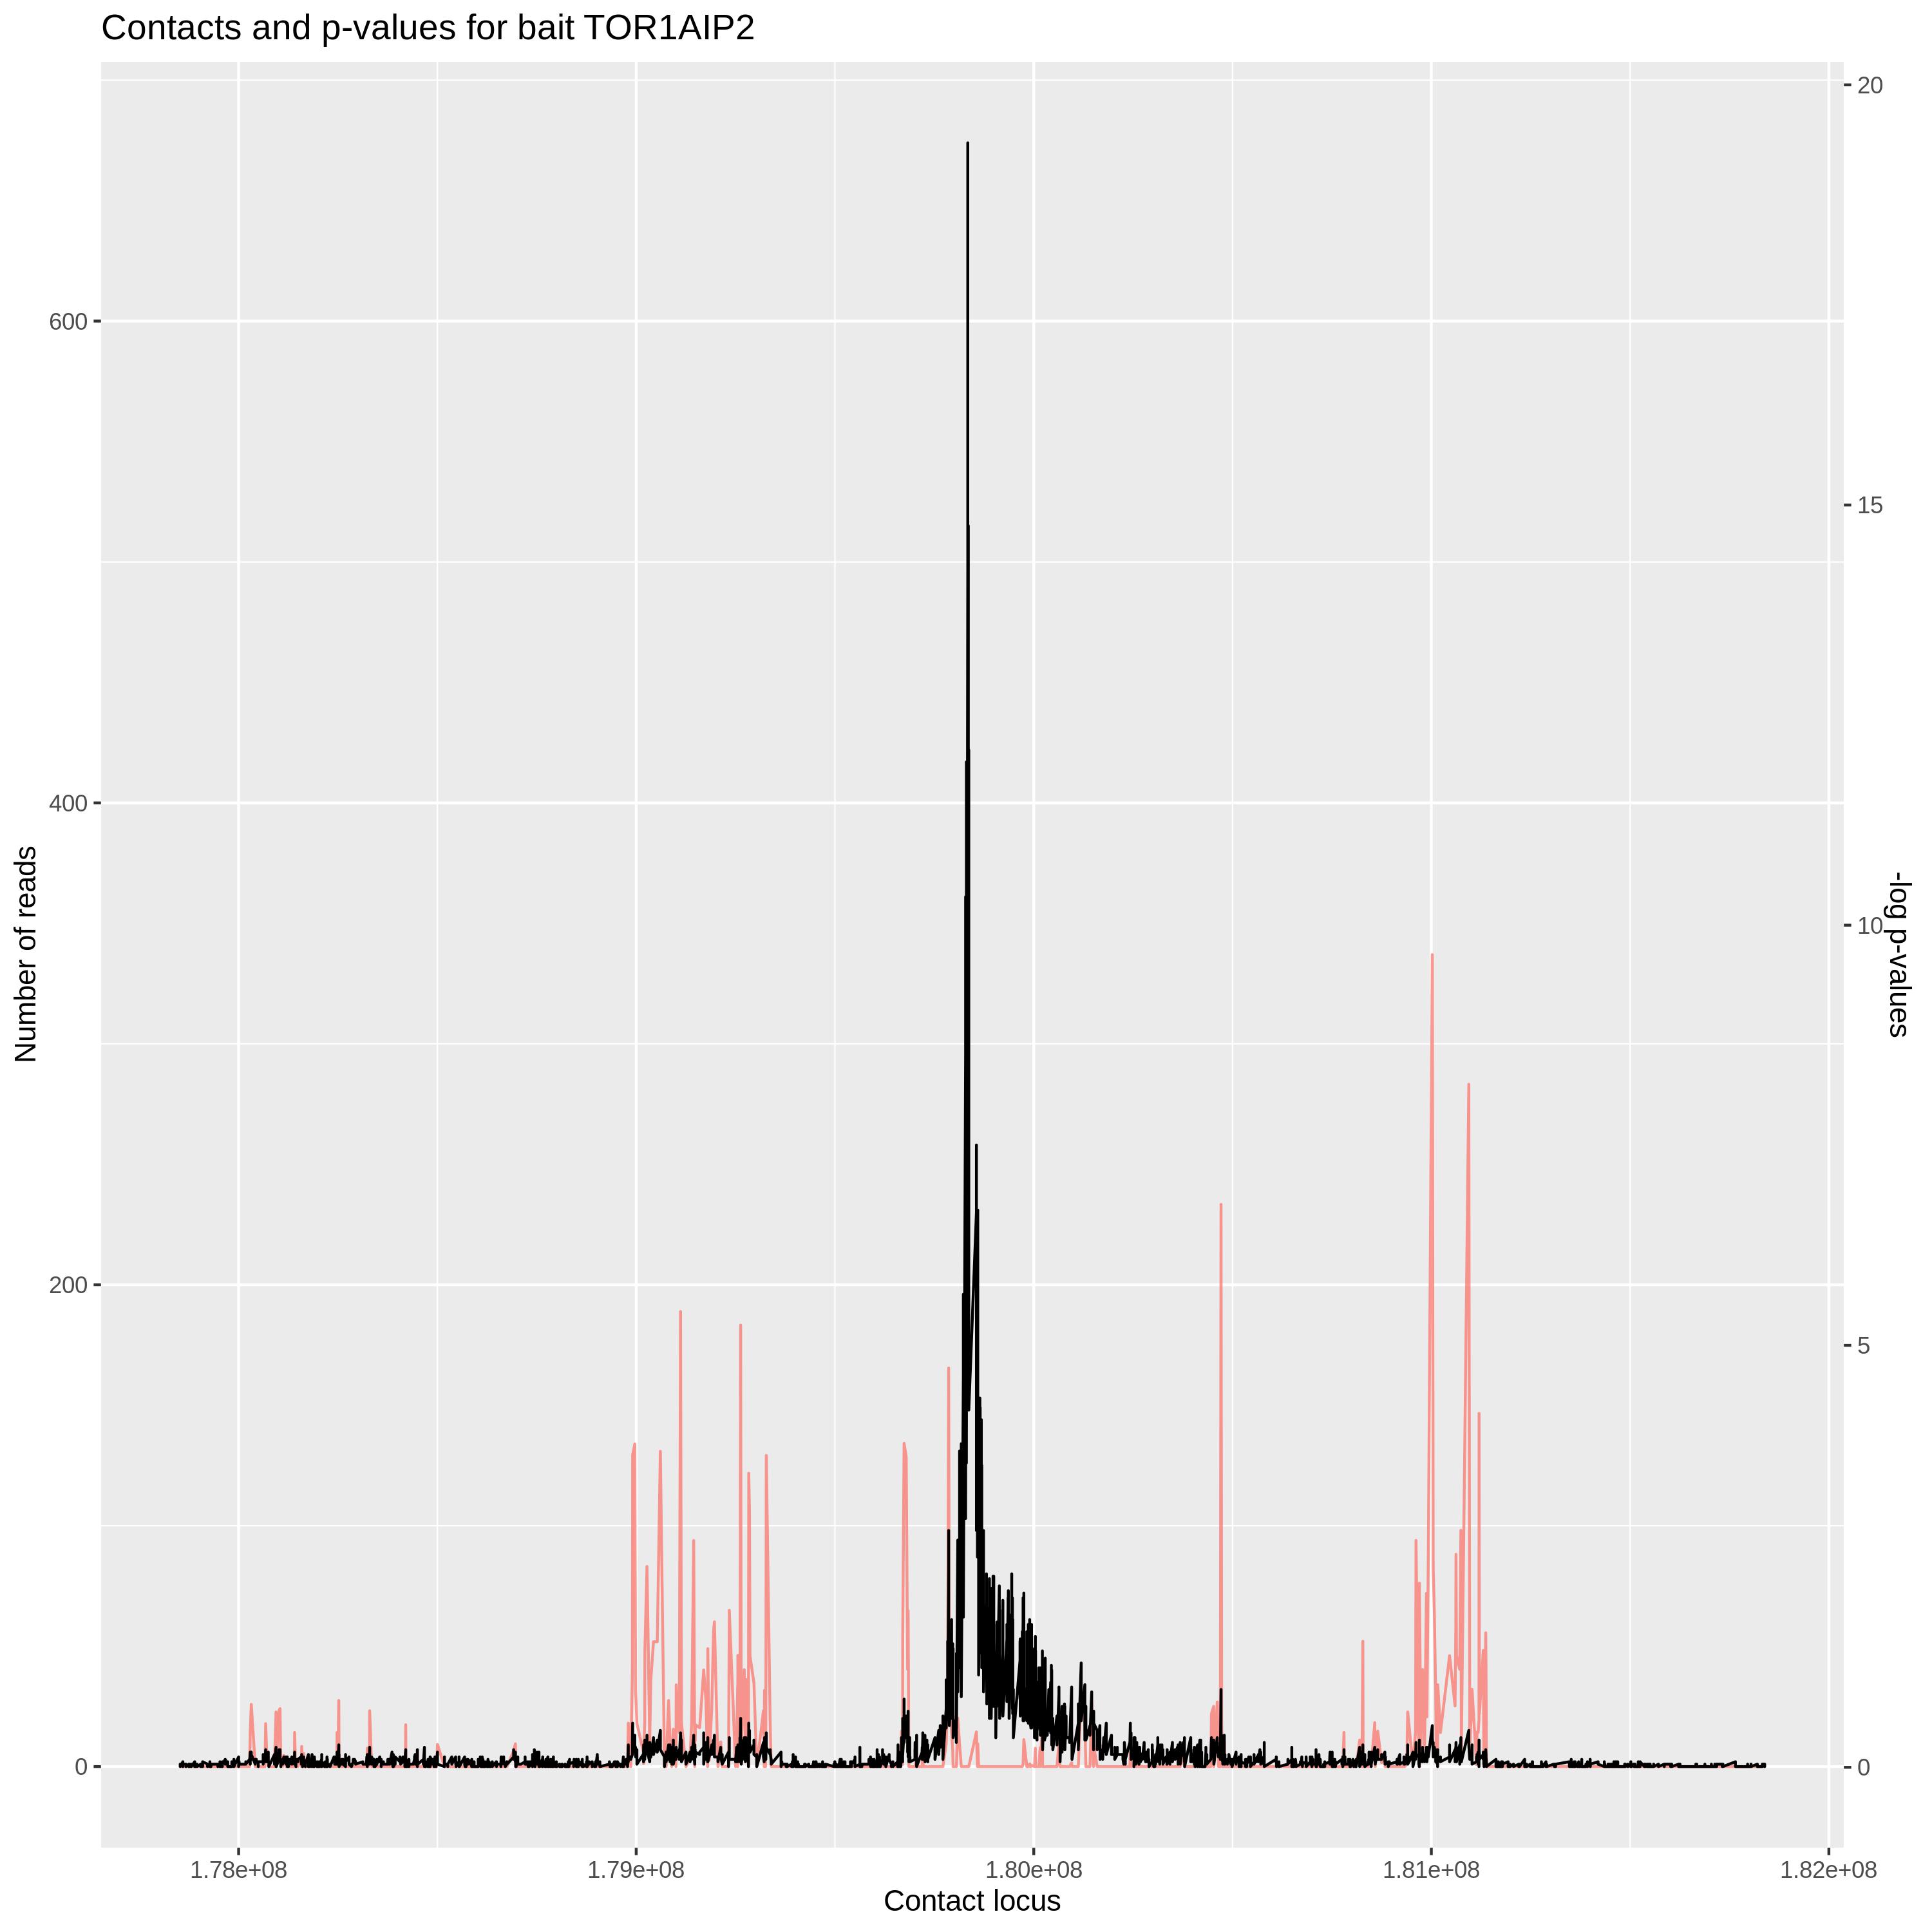 Contacts and p-values for bait TOR1AIP2
Number of reads
600
400
200
0
20
15
10
5
0
-log p-values
1.78e+08
1.79e+08
1.80e+08
1.81e+08
1.82e+08
Contact locus